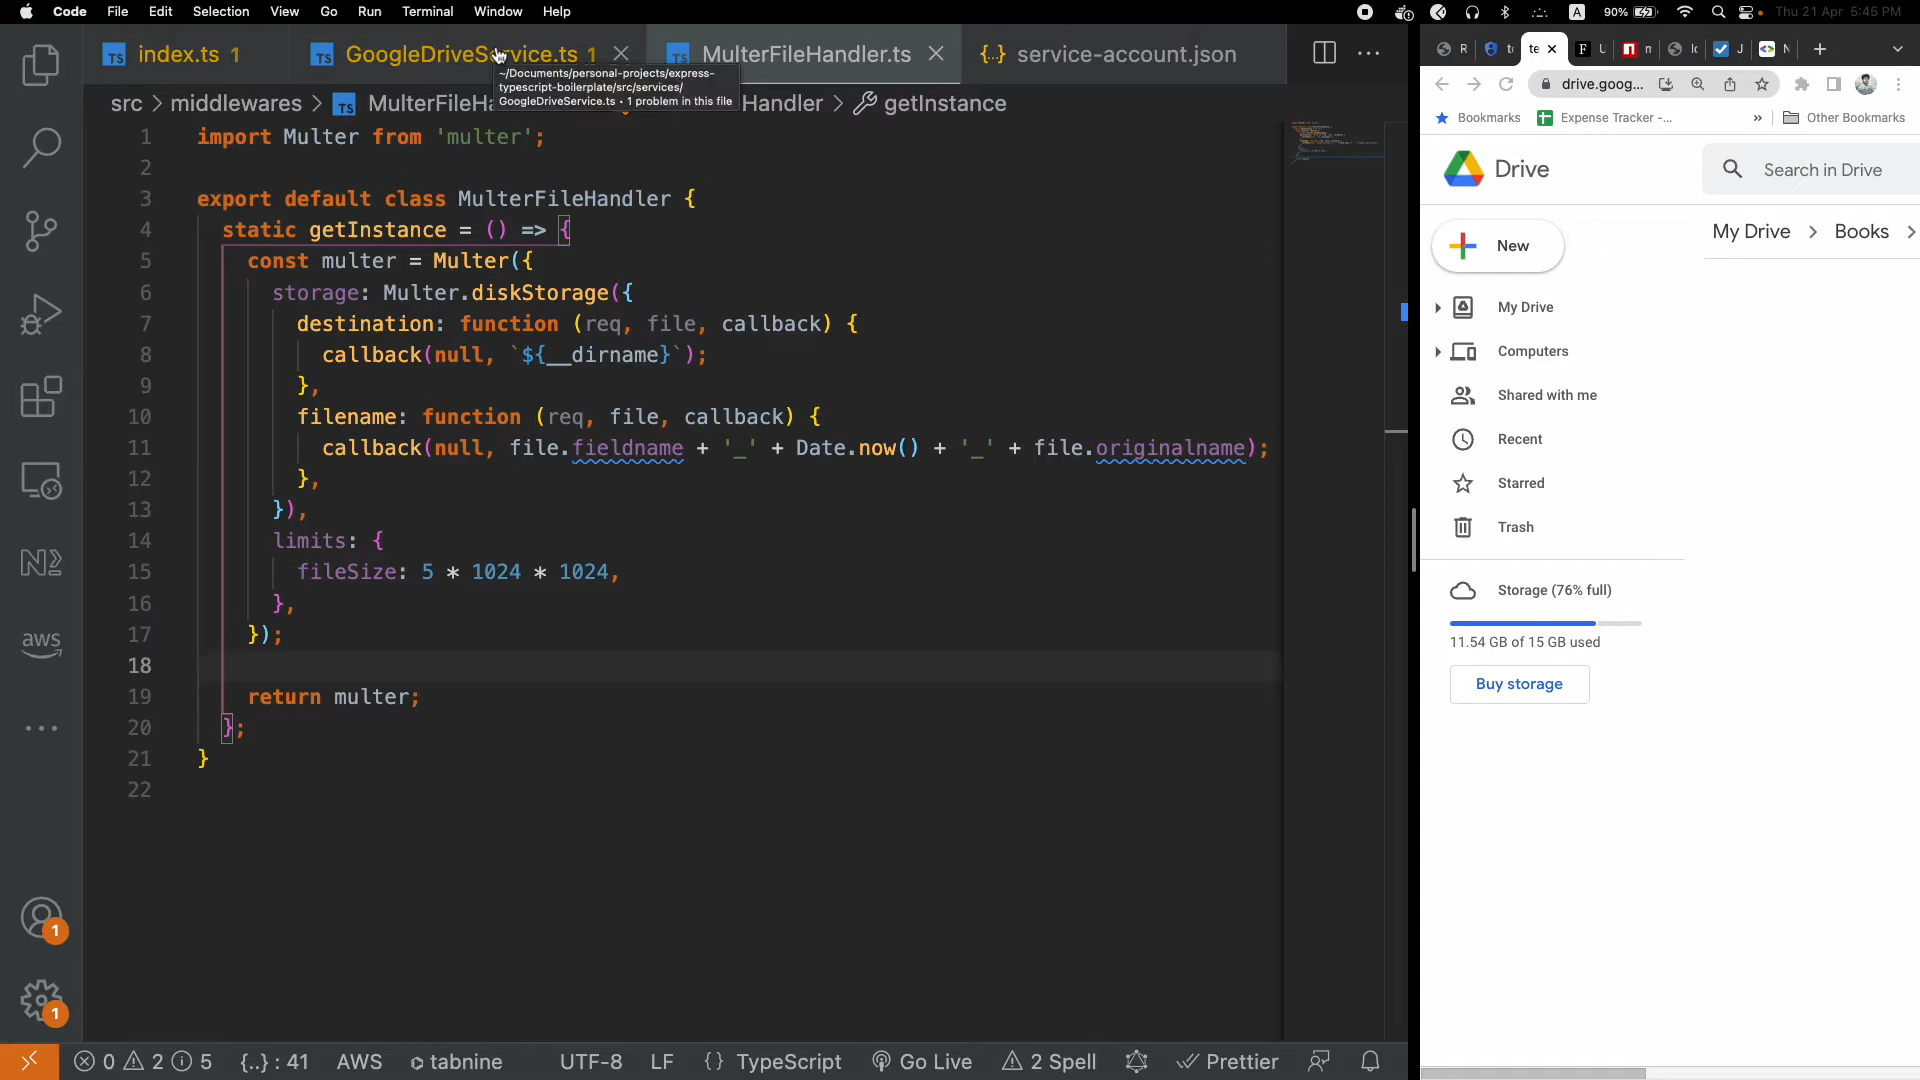 Code File Edit Selection View Go Run Terminal Window Help
A 90% Thu 21 Apr 5:45 PM
TS index.ts 1
TS GoogleDriveService.ts 1
TS MulterFileHandler.ts
{..} service-account.json
~/Documents/personal-projects/express-
typescript-boilerplate/src/services/
GoogleDriveService.ts • 1 problem in this file
src > middlewares > TS MulterFileHa Handler > getInstance
1 import Multer from 'multer';
2
3 export default class MulterFileHandler {
4 static getInstance = () => {
5 const multer = Multer({
6 storage: Multer.diskStorage({
7 destination: function (req, file, callback) {
8 callback(null, `${__dirname}`);
9 },
10 filename: function (req, file, callback) {
11 callback(null, file.fieldname + '_' + Date.now() + '_' + file.originalname);
12 },
13 }),
14 limits: {
15 fileSize: 5 * 1024 * 1024,
16 },
17 });
18
19 return multer;
20 };
21 }
22
aws
1
1
0 2 5 {..} : 41 AWS tabnine UTF-8 LF {} TypeScript Go Live 2 Spell Prettier
R te F U n J N
drive.goog...
Bookmarks Expense Tracker -... » Other Bookmarks
Drive
Search in Drive
New
My Drive > Books >
My Drive
Computers
Shared with me
Recent
Starred
Trash
Storage (76% full)
11.54 GB of 15 GB used
Buy storage